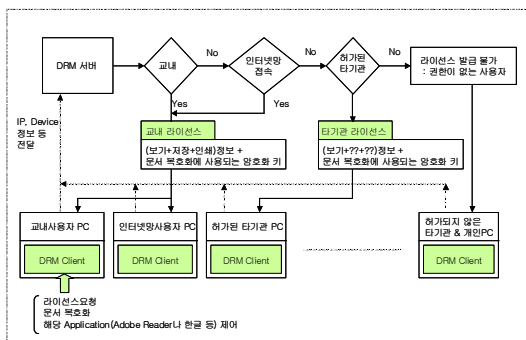 DRM 서버
교내
No
인터넷망
접속
No
허가된
타기관
No
라이선스 발급 불가
: 권한이 없는 사용자
Yes
Yes
IP, Device
정보 등
전달
교내 라이선스
(보기+저장+인쇄)정보 +
문서 복호화에 사용되는 암호화 키
타기관 라이선스
(보기+??+??)정보 +
문서 복호화에 사용되는 암호화 키
교내사용자 PC
DRM Client
인터넷망사용자 PC
DRM Client
허가된 타기관 PC
DRM Client
허가되지 않은
타기관 & 개인PC
DRM Client
라이선스요청
문서 복호화
해당 Application(Adobe Reader나 한글 등) 제어